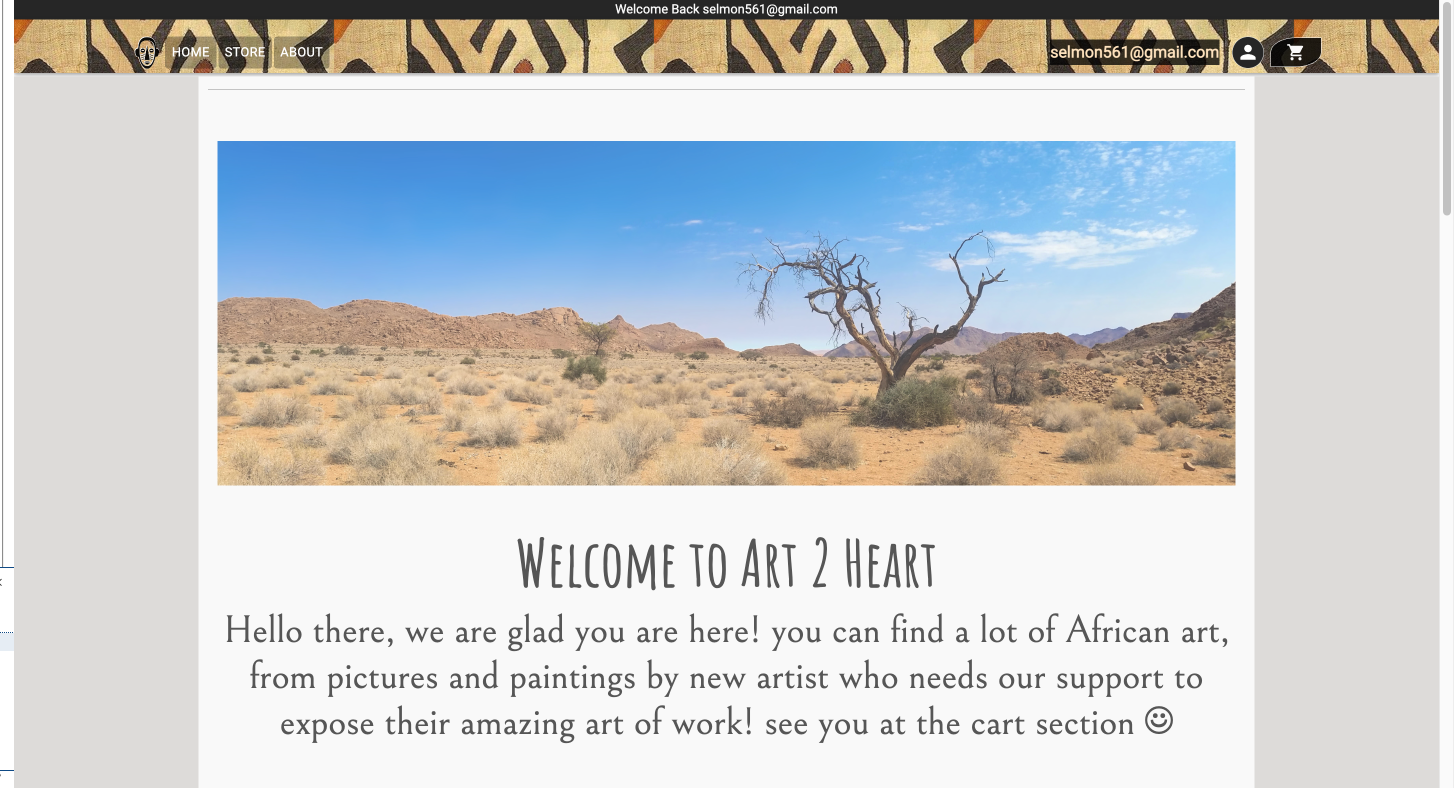 Welcome Back selmon561@gmail.com
HOME STORE ABOUT selmon561@gmail.com
Welcome to Art 2 Heart
Hello there, we are glad you are here! you can find a lot of African art,
from pictures and paintings by new artist who needs our support to
expose their amazing art of work! see you at the cart section ☺